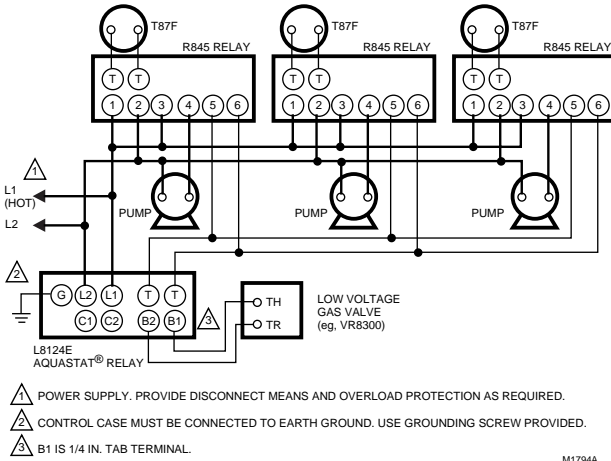 T87F T87F T87F
R845 RELAY R845 RELAY R845 RELAY
T T T T T T
1 2 3 4 5 6 1 2 3 4 5 6 1 2 3 4 5 6
1
L1
(HOT)
L2
PUMP PUMP PUMP
2
G L2 L1 T T
C1 C2 B2 B1
3
TH
TR
LOW VOLTAGE
GAS VALVE
(eg, VR8300)
L8124E
AQUASTAT® RELAY
1 POWER SUPPLY. PROVIDE DISCONNECT MEANS AND OVERLOAD PROTECTION AS REQUIRED.
2 CONTROL CASE MUST BE CONNECTED TO EARTH GROUND. USE GROUNDING SCREW PROVIDED.
3 B1 IS 1/4 IN. TAB TERMINAL.
M1794A